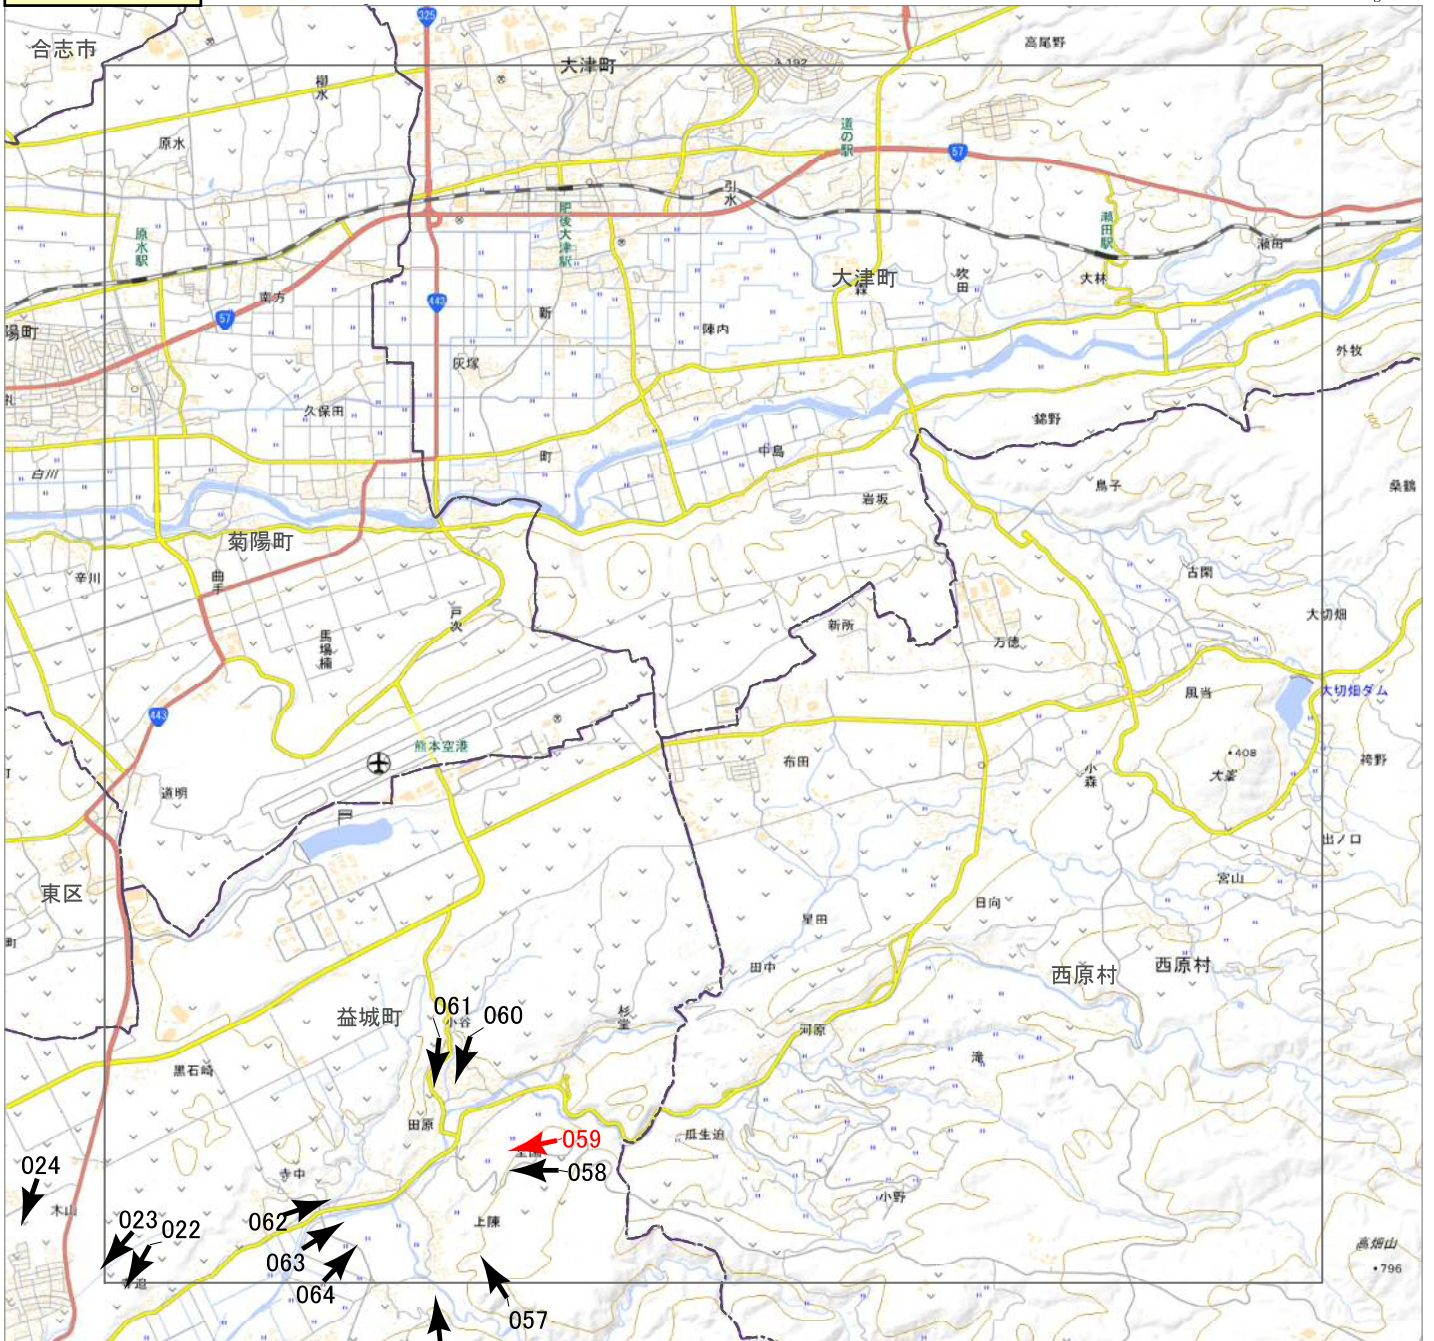 325
合志市
高尾野
大津町
192
柳水
原水
道の駅
57
引水
原水駅
肥後大津駅
瀬田駅
瀬田
大津町
森
吹田
大林
南方
443
新
57
陽町
陣内
外牧
灰塚
礼
久保田
錦野
300
白川
町
中島
鳥子
桑鶴
岩坂
菊陽町
辛川
曲手
古閑
戸次
大切畑
馬場楠
新所
万徳
風当
大切畑ダム
443
熊本空港
408
大峯
布田
小森
袴野
町
道明
出ノ口
東区
宮山
日向
町
星田
田中
西原村
西原村
061
060
益城町
小谷
杉堂
河原
滝
黒石崎
田原
059
瓜生迫
024
058
寺中
小野
木山
062
上陳
023
022
063
高畑山
796
寺迫
064
057